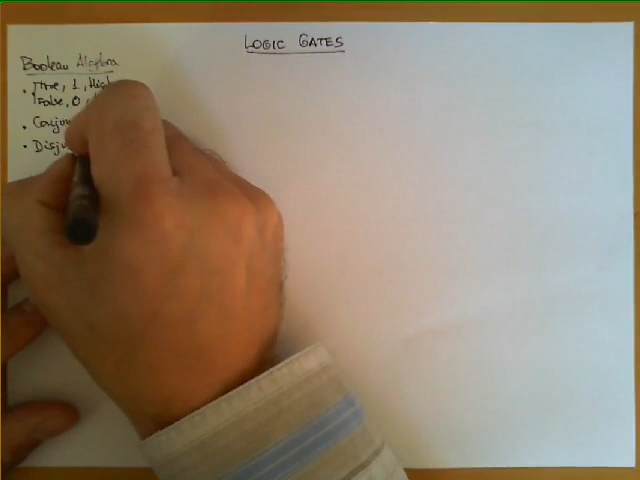 LOGIC GATES
Boolean Algebra
• True, 1, High
False, 0,
• Conjun
• Disju